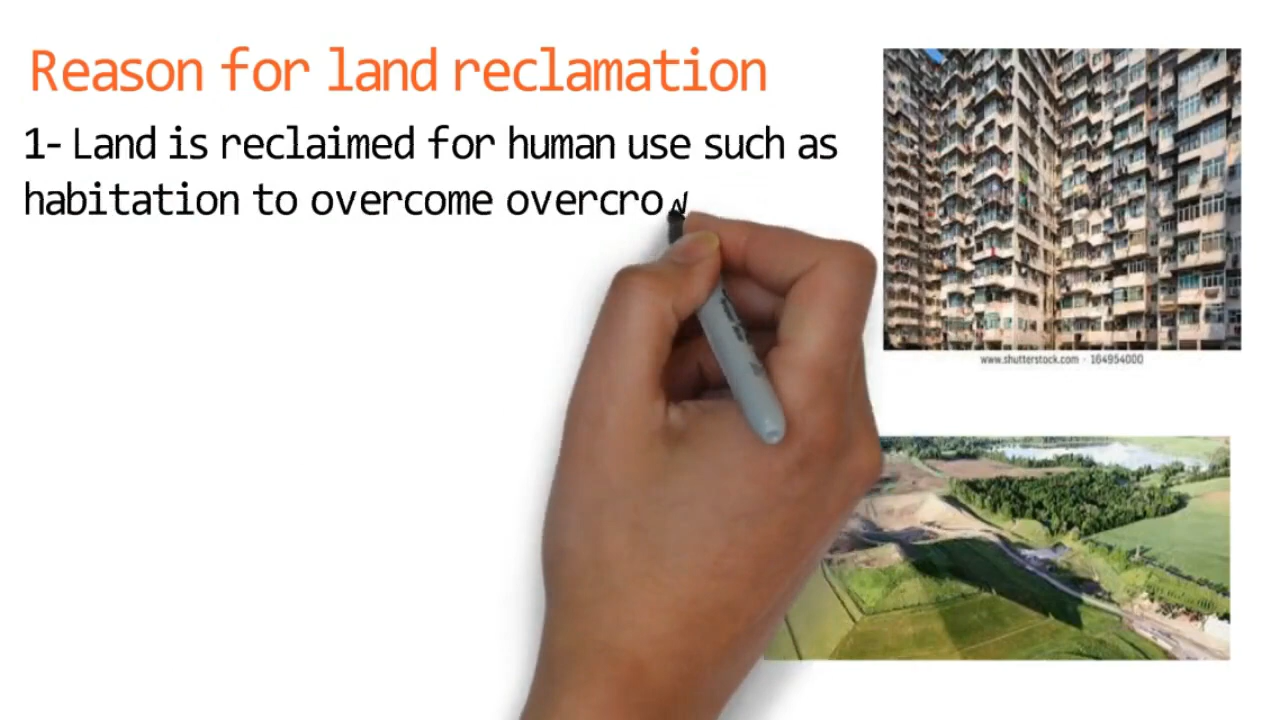 Reason for land reclamation
1- Land is reclaimed for human use such as
habitation to overcome overcro
www.shutterstock.com · 164954000